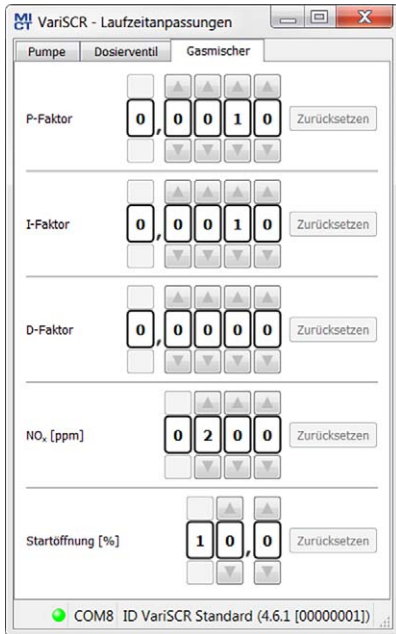 MICT VariSCR - Laufzeitanpassungen
Pumpe Dosierventil Gasmischer
P-Faktor 0,0010 Zurücksetzen
I-Faktor 0,0010 Zurücksetzen
D-Faktor 0,0000 Zurücksetzen
NOₓ [ppm] 0200 Zurücksetzen
Startöffnung [%] 10,0 Zurücksetzen
COM8 ID VariSCR Standard (4.6.1 [00000001])